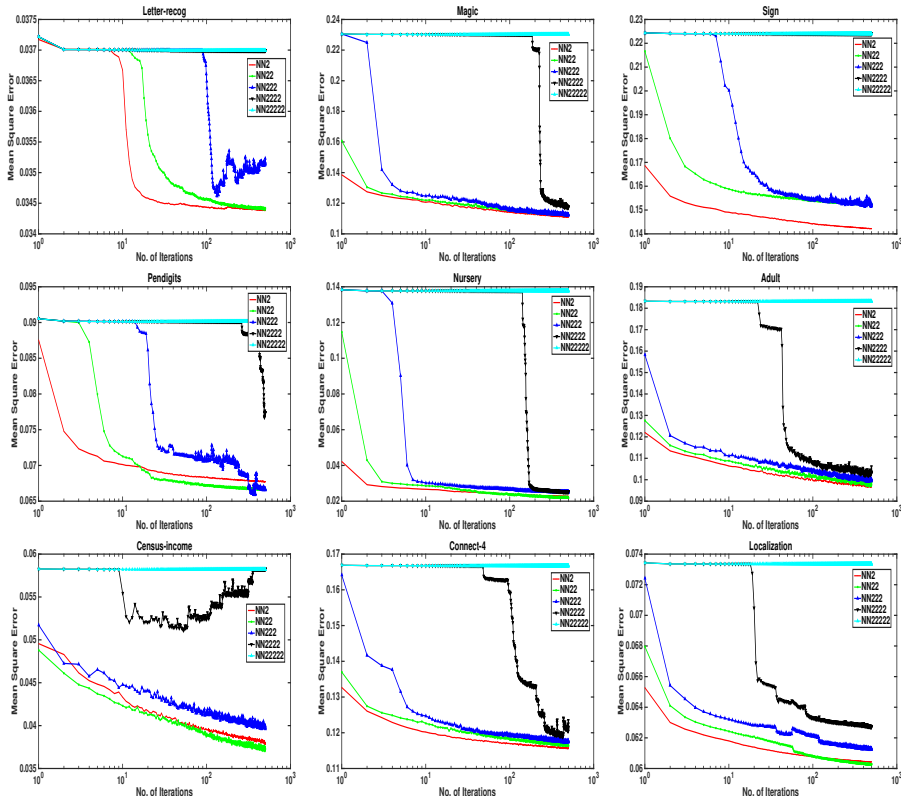 Letter-recog
Mean Square Error
0.0375
0.037
0.0365
0.036
0.0355
0.035
0.0345
0.034
NN2
NN22
NN222
NN2222
NN22222
10^0
10^1
10^2
10^3
No. of Iterations
Magic
Mean Square Error
0.24
0.22
0.2
0.18
0.16
0.14
0.12
0.1
NN2
NN22
NN222
NN2222
NN22222
10^0
10^1
10^2
10^3
No. of Iterations
Sign
Mean Square Error
0.23
0.22
0.21
0.2
0.19
0.18
0.17
0.16
0.15
0.14
NN2
NN22
NN222
NN2222
NN22222
10^0
10^1
10^2
10^3
No. of Iterations
Pendigits
Mean Square Error
0.095
0.09
0.085
0.08
0.075
0.07
0.065
NN2
NN22
NN222
NN2222
NN22222
10^0
10^1
10^2
10^3
No. of Iterations
Nursery
Mean Square Error
0.14
0.12
0.1
0.08
0.06
0.04
0.02
NN2
NN22
NN222
NN2222
NN22222
10^0
10^1
10^2
10^3
No. of Iterations
Adult
Mean Square Error
0.19
0.18
0.17
0.16
0.15
0.14
0.13
0.12
0.11
0.1
0.09
NN2
NN22
NN222
NN2222
NN22222
10^0
10^1
10^2
10^3
No. of Iterations
Census-income
Mean Square Error
0.06
0.055
0.05
0.045
0.04
0.035
NN2
NN22
NN222
NN2222
NN22222
10^0
10^1
10^2
10^3
No. of Iterations
Connect-4
Mean Square Error
0.17
0.16
0.15
0.14
0.13
0.12
0.11
NN2
NN22
NN222
NN2222
NN22222
10^0
10^1
10^2
10^3
No. of Iterations
Localization
Mean Square Error
0.074
0.072
0.07
0.068
0.066
0.064
0.062
0.06
NN2
NN22
NN222
NN2222
NN22222
10^0
10^1
10^2
10^3
No. of Iterations